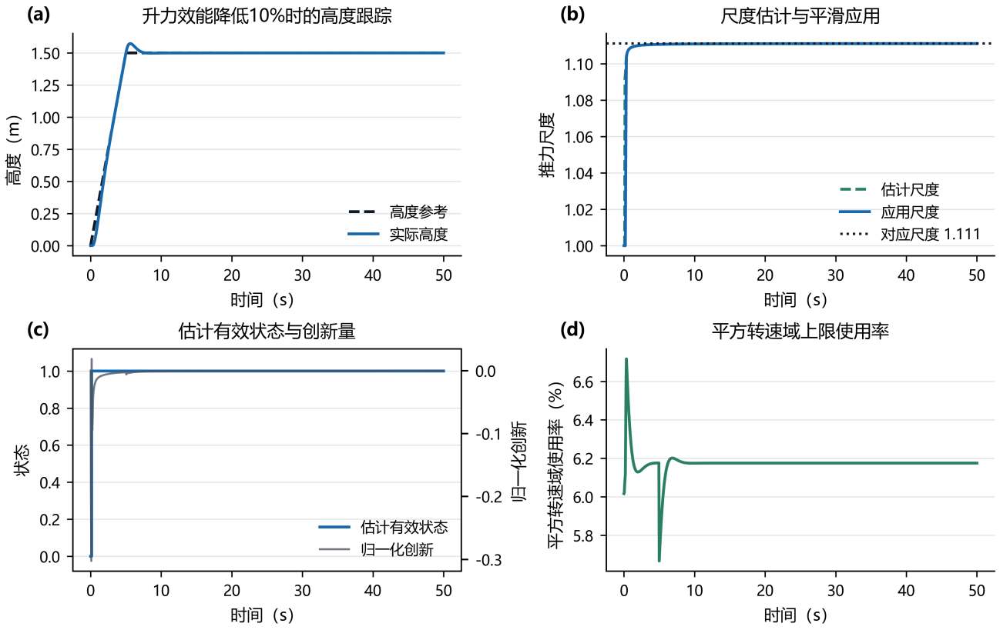 (a)
升力效能降低10%时的高度跟踪
高度（m）
1.50
1.25
1.00
0.75
0.50
0.25
0.00
高度参考
实际高度
0 10 20 30 40 50
时间（s）
(b)
尺度估计与平滑应用
推力尺度
1.10
1.08
1.06
1.04
1.02
1.00
估计尺度
应用尺度
对应尺度 1.111
0 10 20 30 40 50
时间（s）
(c)
估计有效状态与创新量
状态
1.0
0.8
0.6
0.4
0.2
0.0
归一化创新
0.0
-0.1
-0.2
-0.3
估计有效状态
归一化创新
0 10 20 30 40 50
时间（s）
(d)
平方转速域上限使用率
平方转速域使用率（%）
6.6
6.4
6.2
6.0
5.8
0 10 20 30 40 50
时间（s）